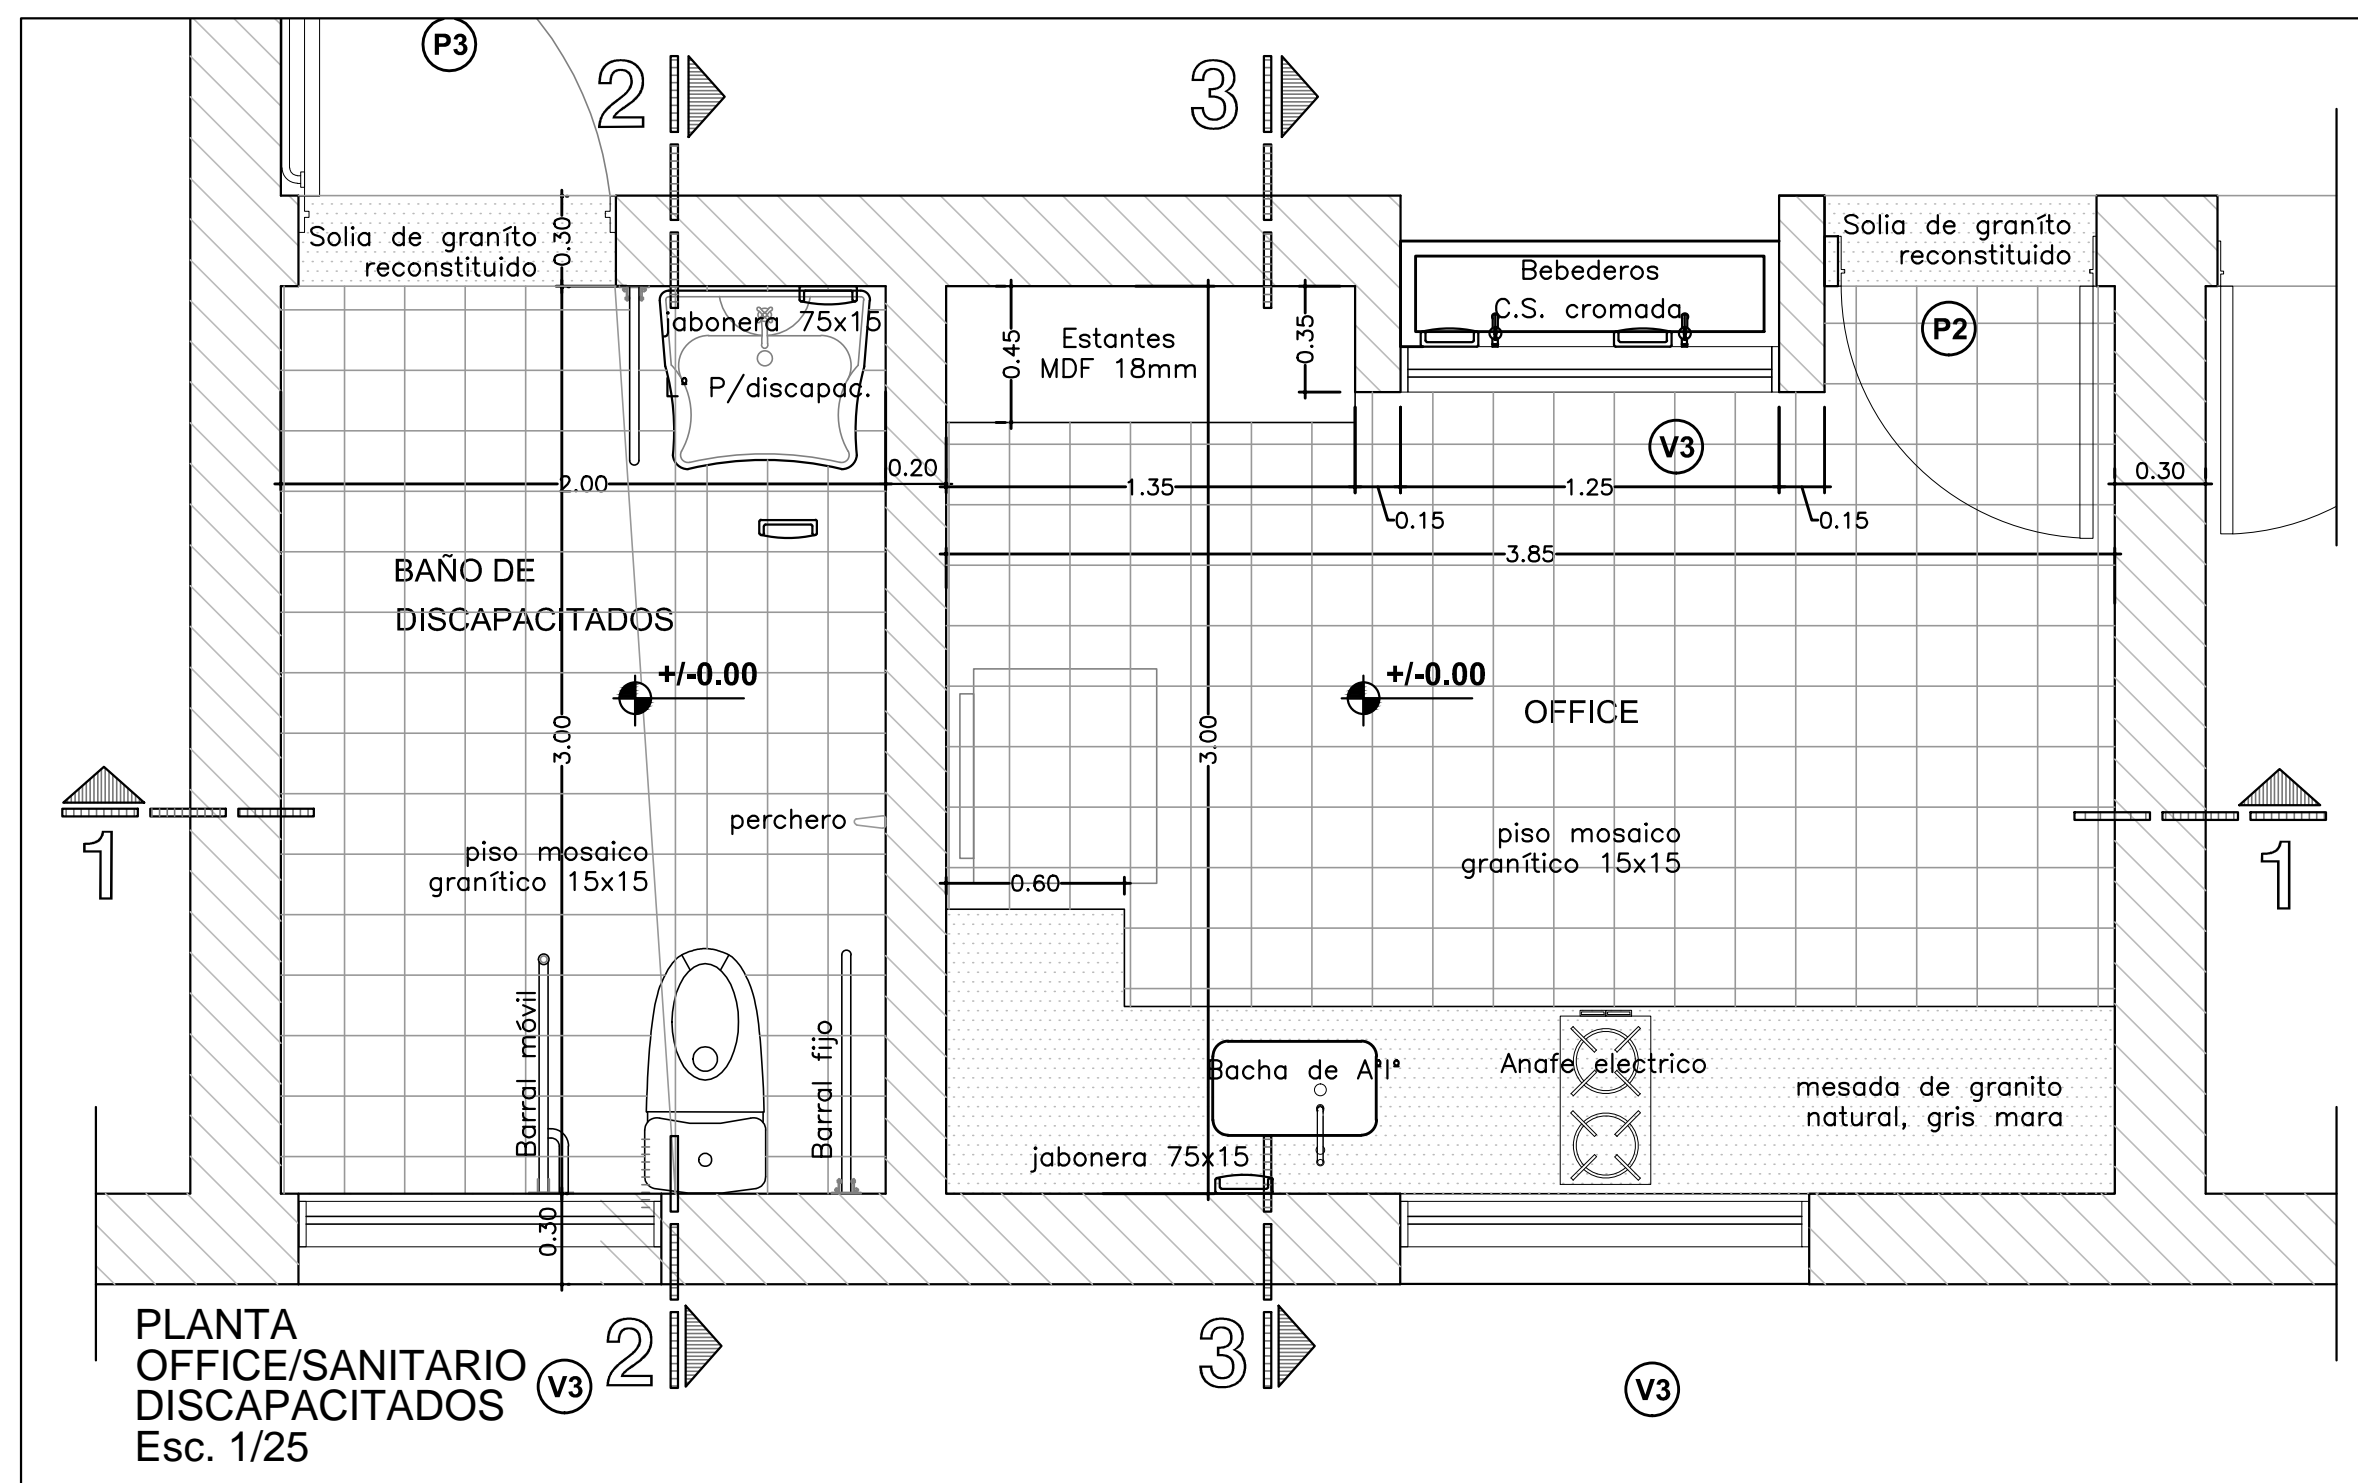 P3
2
3
Solia de graníto
reconstituido
0.30
Solia de graníto
reconstituido
Bebederos
C.S. cromada
jabonera 75x15
L° P/discapac.
Estantes
MDF 18mm
0.45
0.35
P2
V3
2.00
0.20
1.35
0.15
1.25
0.15
0.30
3.85
BAÑO DE
DISCAPACITADOS
+/-0.00
+/-0.00
OFFICE
3.00
3.00
perchero
piso mosaico
granítico 15x15
piso mosaico
granítico 15x15
1
1
0.60
Barral móvil
Barral fijo
Bacha de A°I°
Anafe electrico
mesada de granito
natural, gris mara
jabonera 75x15
0.30
PLANTA
OFFICE/SANITARIO
DISCAPACITADOS
Esc. 1/25
V3
2
3
V3